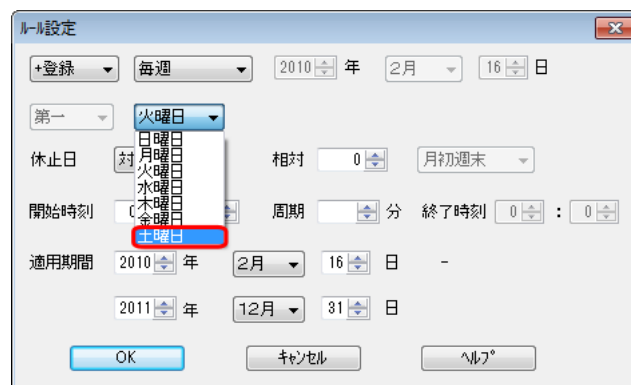 ルール設定
+登録 毎週 2010 年 2月 16 日
第一 火曜日
日曜日
月曜日
火曜日
水曜日
木曜日
金曜日
土曜日
休止日 対 相対 0 月初週末
開始時刻 周期 分 終了時刻 0 : 0
適用期間 2010 年 2月 16 日 -
2011 年 12月 31 日
OK キャンセル ヘルプ